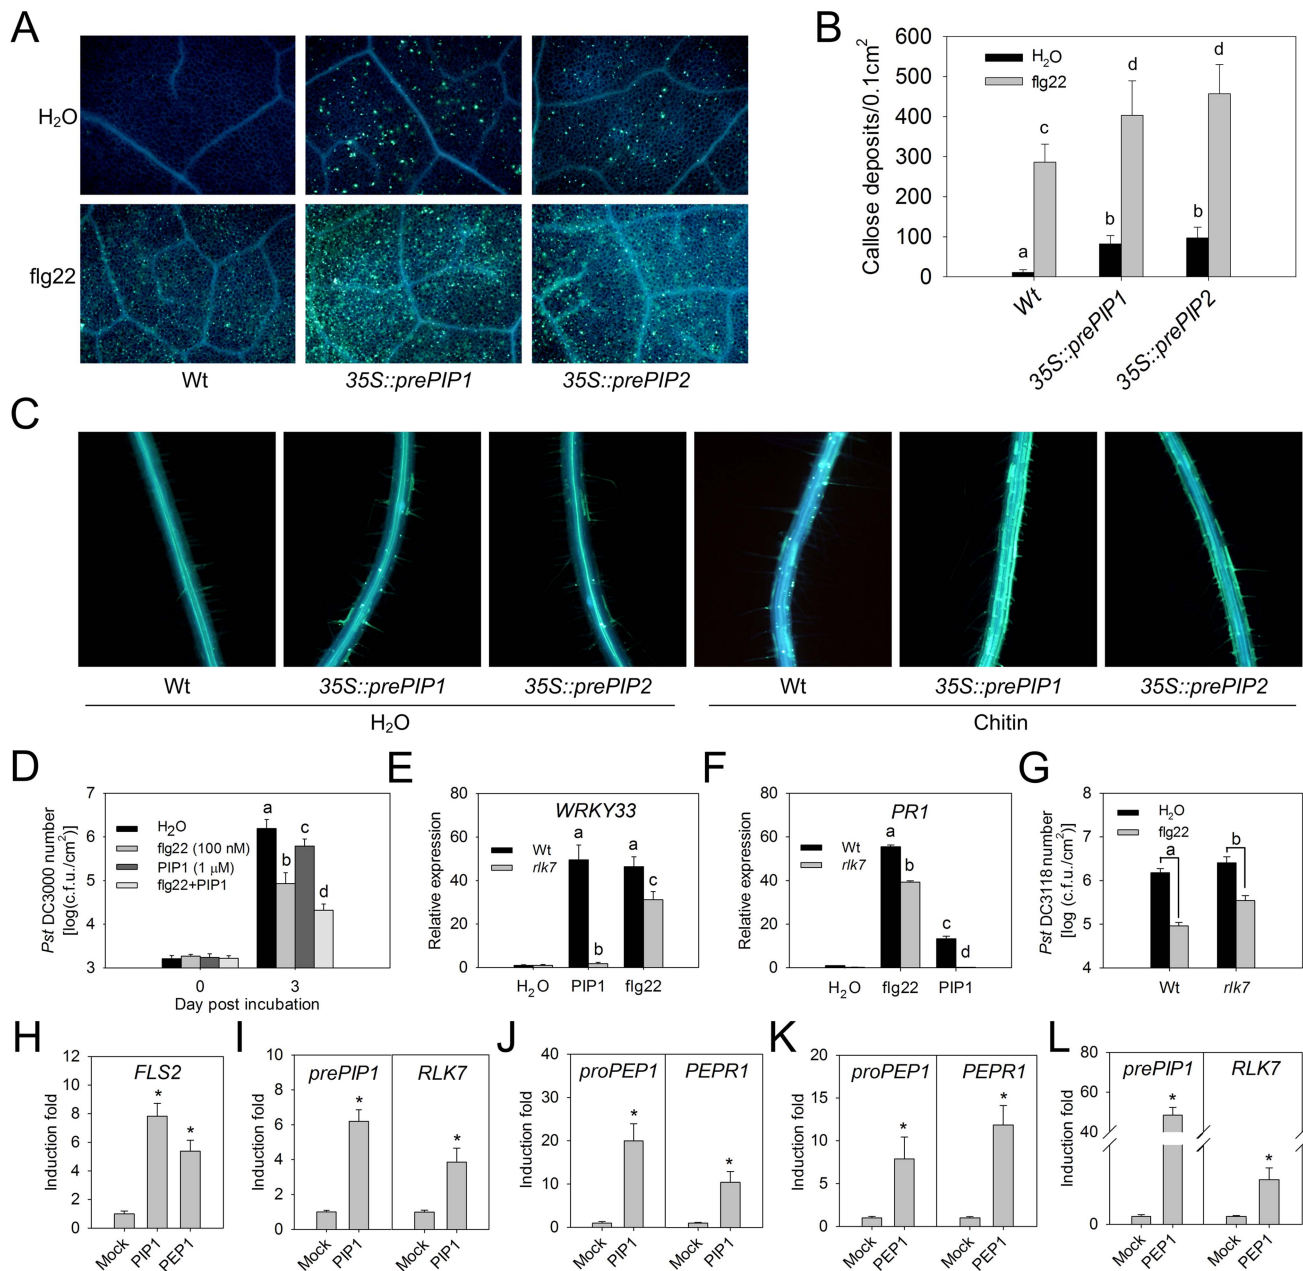 A
H₂O
flg22
Wt
35S::prePIP1
35S::prePIP2
B
600
500
400
300
200
100
0
Callose deposits/0.1cm²
H₂O
flg22
a
c
b
d
b
d
Wt
35S::prePIP1
35S::prePIP2
C
Wt
35S::prePIP1
35S::prePIP2
Wt
35S::prePIP1
35S::prePIP2
H₂O
Chitin
D
Pst DC3000 number
[log(c.f.u./cm²)]
7
6
5
4
3
H₂O
flg22 (100 nM)
PIP1 (1 μM)
flg22+PIP1
a
b
c
d
0
3
Day post incubation
E
Relative expression
80
60
40
20
0
WRKY33
Wt
rlk7
a
b
a
c
H₂O
PIP1
flg22
F
Relative expression
80
60
40
20
0
PR1
Wt
rlk7
a
b
c
d
H₂O
flg22
PIP1
G
Pst DC3118 number
[log (c.f.u./cm²)]
8
7
6
5
4
H₂O
flg22
a
b
Wt
rlk7
H
Induction fold
12
10
8
6
4
2
0
FLS2
*
*
Mock
PIP1
PEP1
I
Induction fold
10
8
6
4
2
0
prePIP1
RLK7
*
*
Mock
PIP1
Mock
PIP1
J
Induction fold
40
30
20
10
0
proPEP1
PEPR1
*
*
Mock
PIP1
Mock
PIP1
K
Induction fold
20
15
10
5
0
proPEP1
PEPR1
*
*
Mock
PEP1
Mock
PEP1
L
Induction fold
80
60
40
0
prePIP1
RLK7
*
*
Mock
PEP1
Mock
PEP1